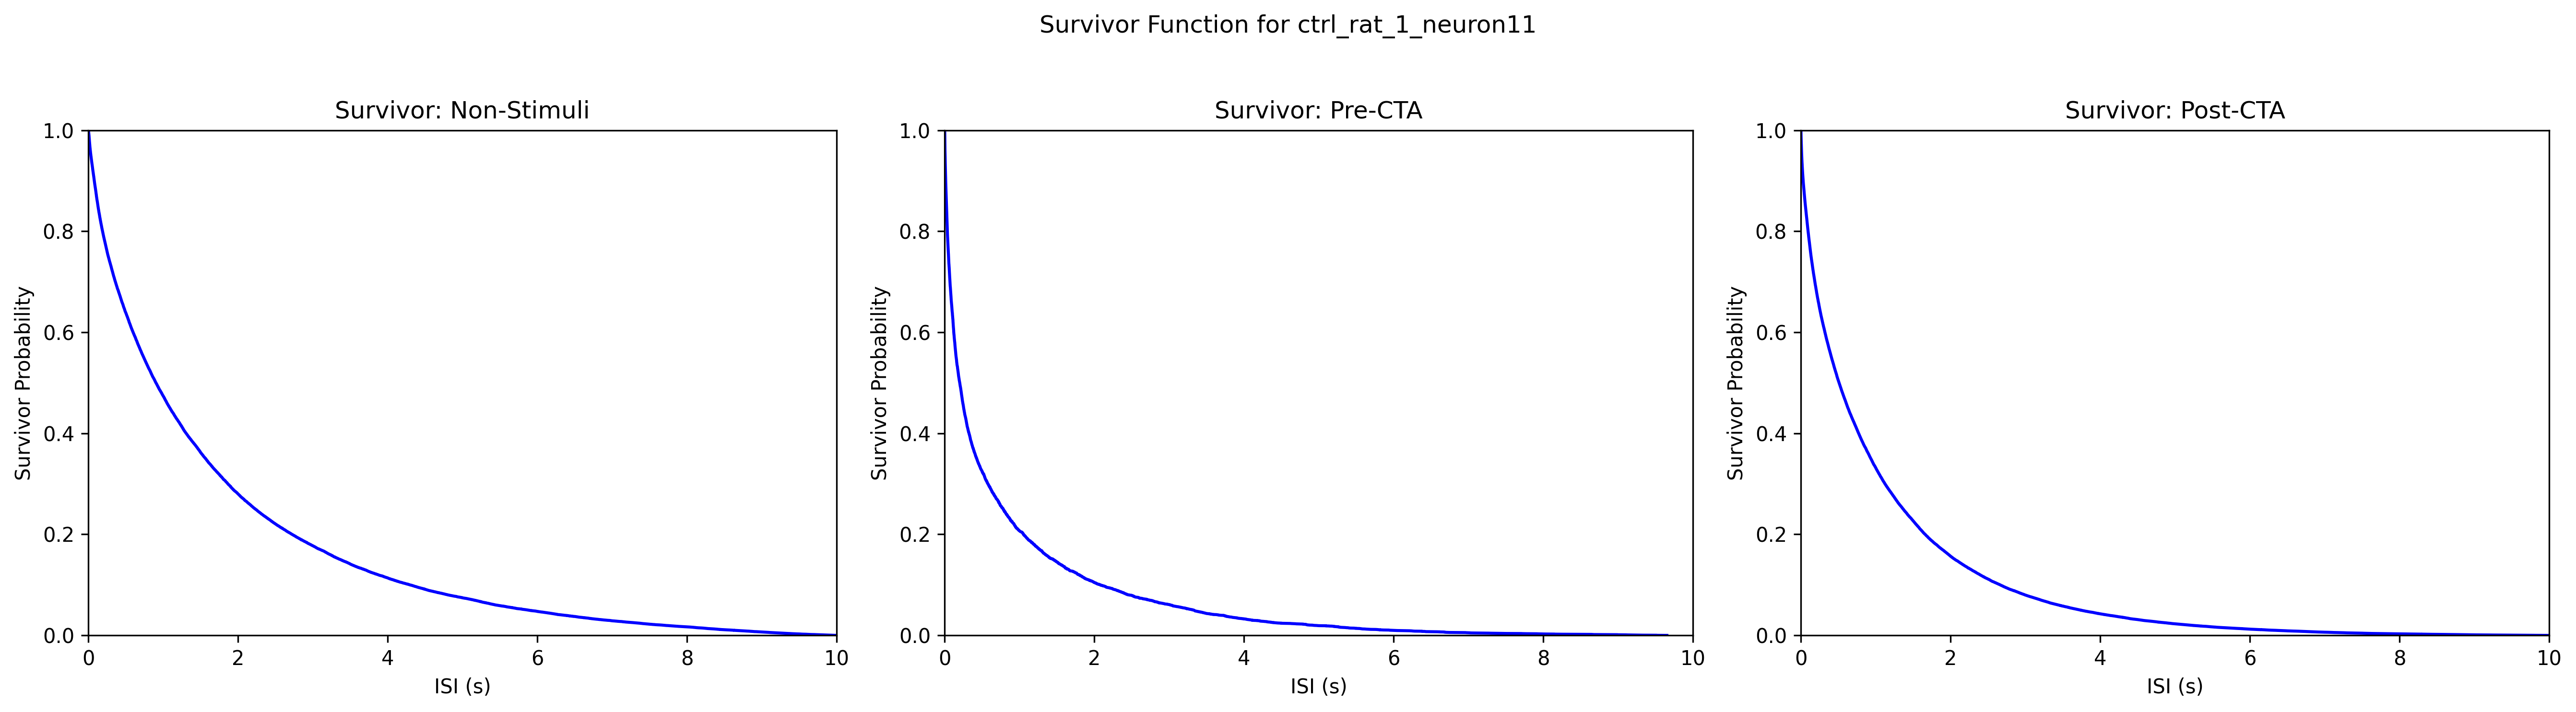 Survivor Function for ctrl_rat_1_neuron11
Survivor: Non-Stimuli
Survivor Probability
1.0
0.8
0.6
0.4
0.2
0.0
0 2 4 6 8 10
ISI (s)
Survivor: Pre-CTA
Survivor Probability
1.0
0.8
0.6
0.4
0.2
0.0
0 2 4 6 8 10
ISI (s)
Survivor: Post-CTA
Survivor Probability
1.0
0.8
0.6
0.4
0.2
0.0
0 2 4 6 8 10
ISI (s)